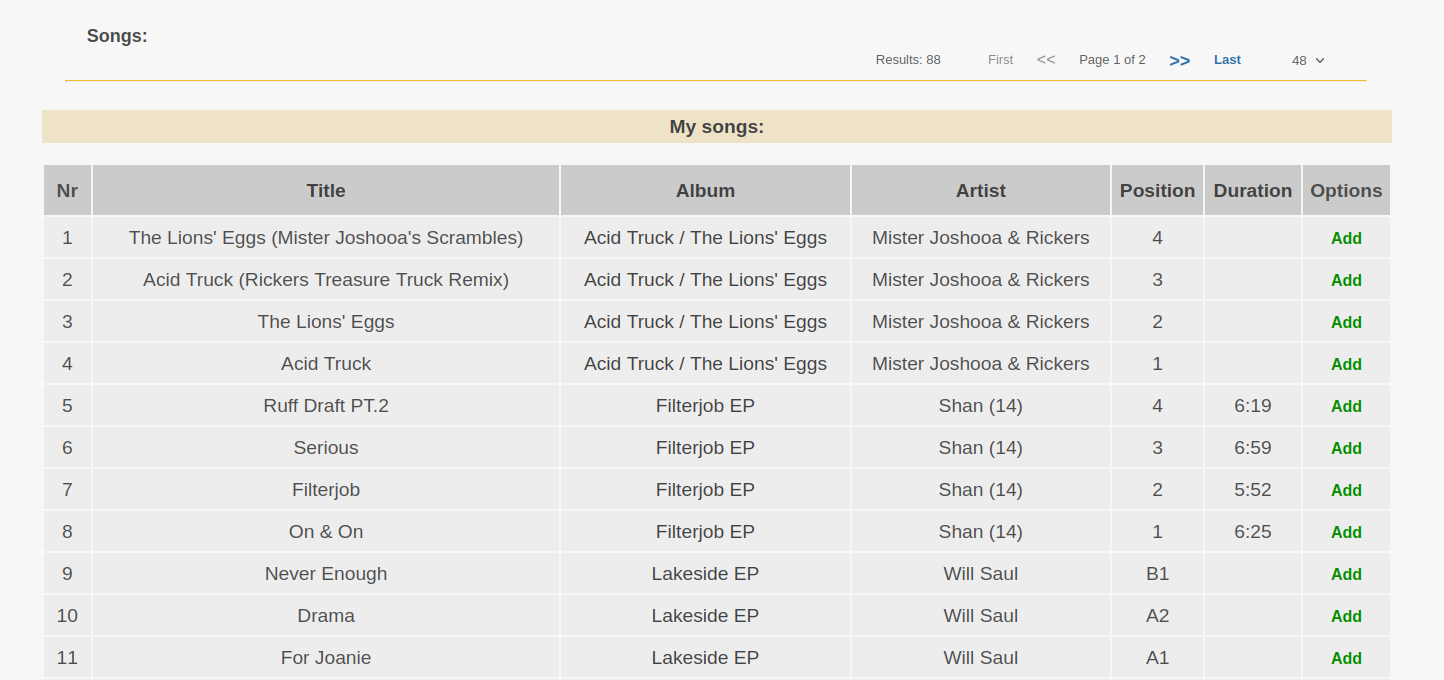 Songs:
Results: 88 First << Page 1 of 2 >> Last 48
My songs:
Nr Title Album Artist Position Duration Options
1 The Lions' Eggs (Mister Joshooa's Scrambles) Acid Truck / The Lions' Eggs Mister Joshooa & Rickers 4 Add
2 Acid Truck (Rickers Treasure Truck Remix) Acid Truck / The Lions' Eggs Mister Joshooa & Rickers 3 Add
3 The Lions' Eggs Acid Truck / The Lions' Eggs Mister Joshooa & Rickers 2 Add
4 Acid Truck Acid Truck / The Lions' Eggs Mister Joshooa & Rickers 1 Add
5 Ruff Draft PT.2 Filterjob EP Shan (14) 4 6:19 Add
6 Serious Filterjob EP Shan (14) 3 6:59 Add
7 Filterjob Filterjob EP Shan (14) 2 5:52 Add
8 On & On Filterjob EP Shan (14) 1 6:25 Add
9 Never Enough Lakeside EP Will Saul B1 Add
10 Drama Lakeside EP Will Saul A2 Add
11 For Joanie Lakeside EP Will Saul A1 Add